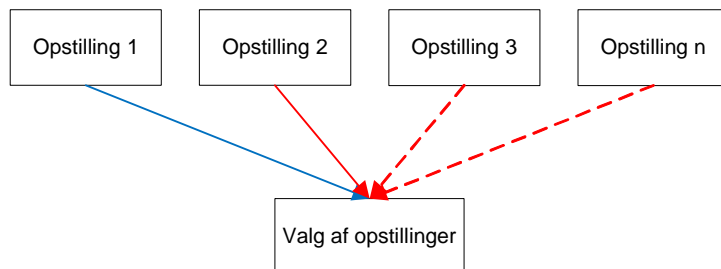 Opstilling 1
Opstilling 2
Opstilling 3
Opstilling n
Valg af opstillinger